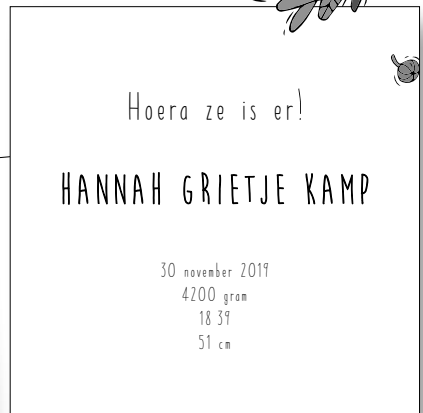 Hoera ze is er!
HANNAH GRIETJE KAMP
30 november 2019
4200 gram
18 39
51 cm